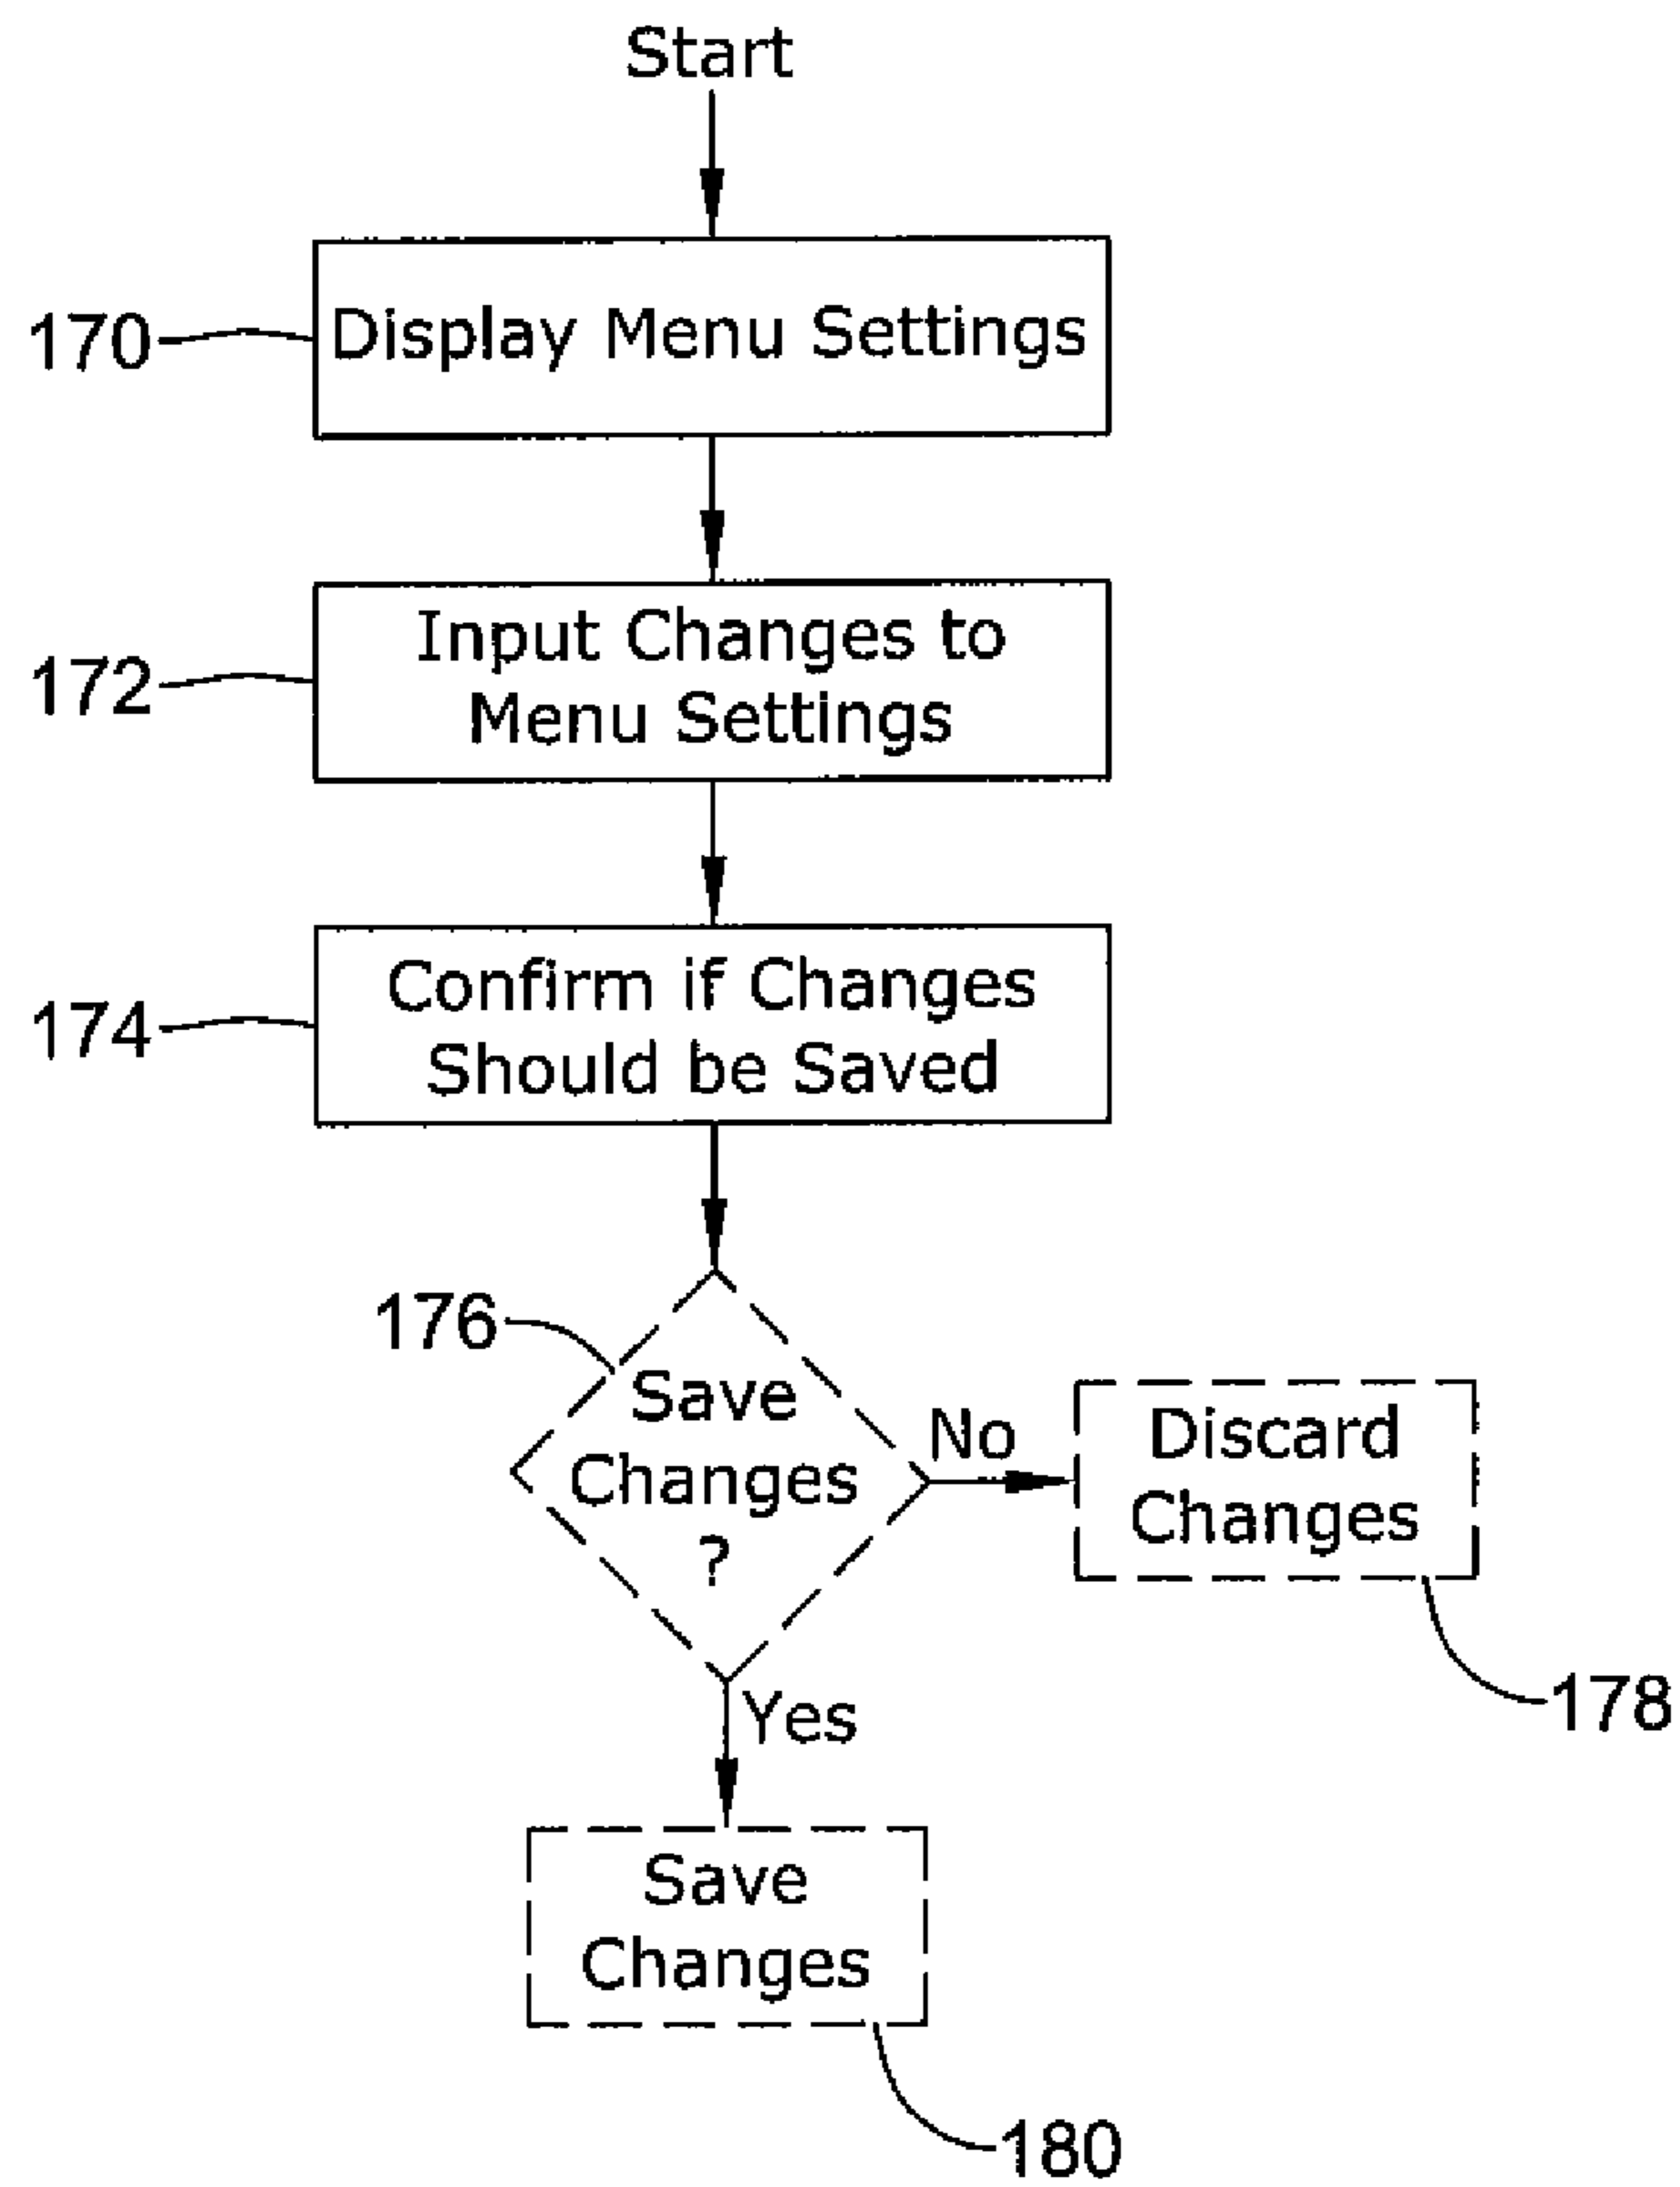 Start
170
Display Menu Settings
172
Input Changes to
Menu Settings
174
Confirm if Changes
Should be Saved
176
Save
Changes
?
No
Discard
Changes
178
Yes
Save
Changes
180